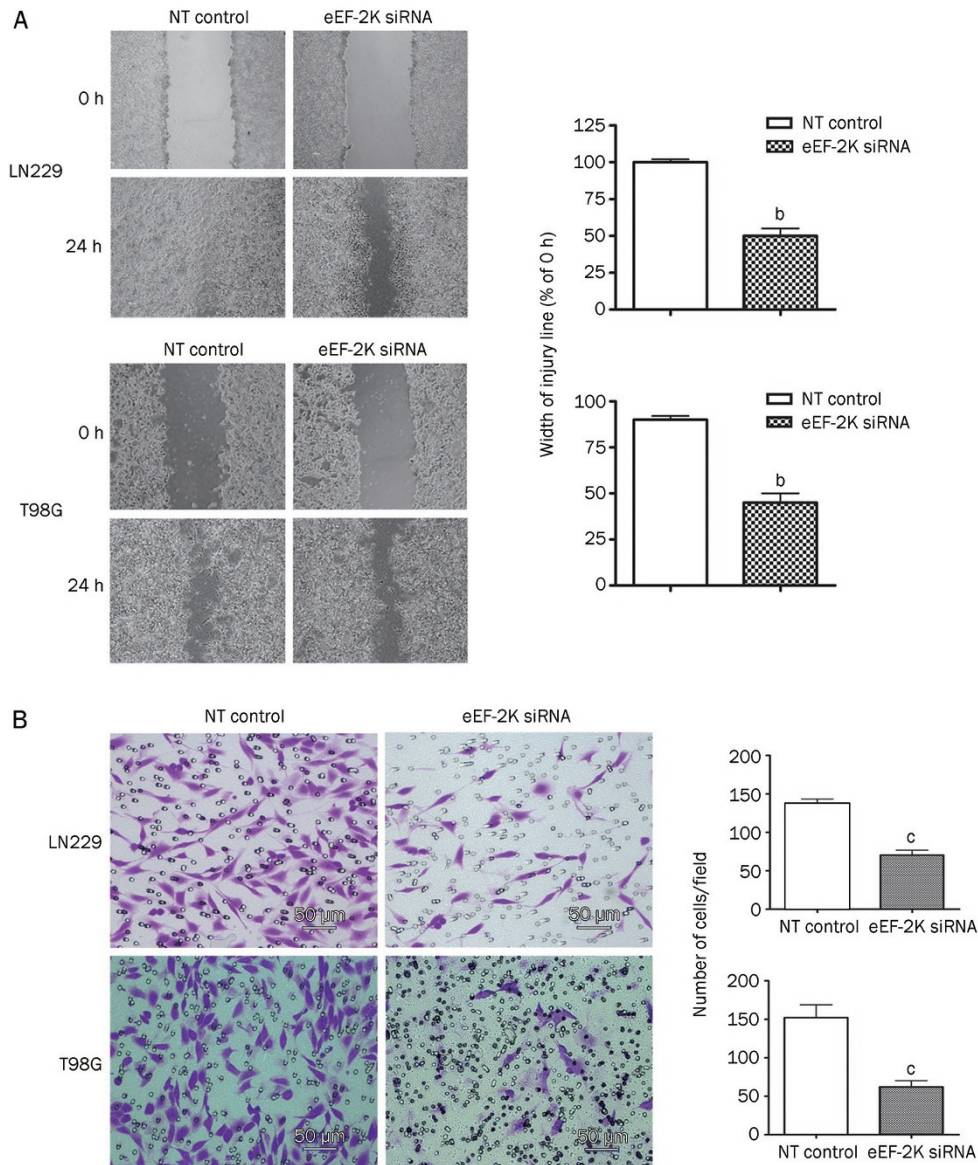 A
NT control
eEF-2K siRNA
0 h
LN229
24 h
NT control
eEF-2K siRNA
0 h
T98G
24 h
Width of injury line (% of 0 h)
125
100
75
50
25
0
NT control
eEF-2K siRNA
b
100
75
50
25
0
NT control
eEF-2K siRNA
b
B
NT control
eEF-2K siRNA
LN229
50 μm
50 μm
T98G
50 μm
50 μm
Number of cells/field
200
150
100
50
0
c
NT control eEF-2K siRNA
200
150
100
50
0
c
NT control eEF-2K siRNA